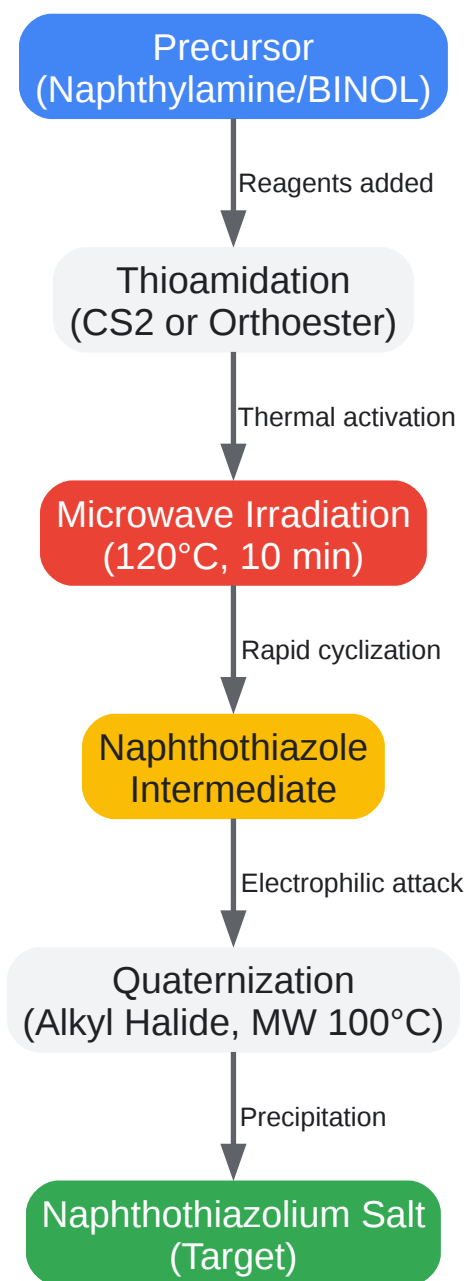 Precursor
(Naphthylamine/BINOL)
Reagents added
Thioamidation
(CS2 or Orthoester)
Thermal activation
Microwave Irradiation
(120°C, 10 min)
Rapid cyclization
Naphthothiazole
Intermediate
Electrophilic attack
Quaternization
(Alkyl Halide, MW 100°C)
Precipitation
Naphthothiazolium Salt
(Target)